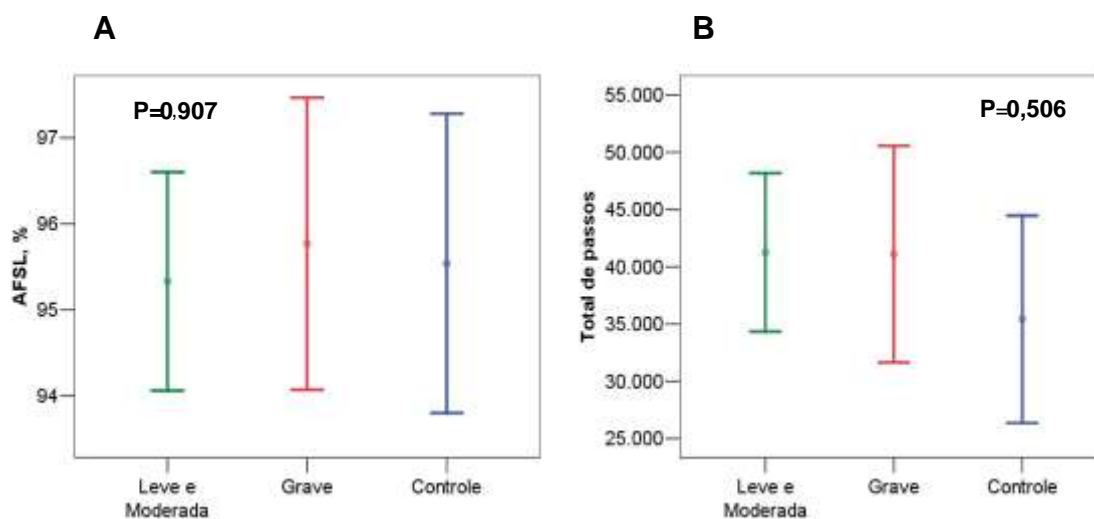 A
P=0,907
AFSL, %
97
96
95
94
Leve e
Moderada
Grave
Controle
B
P=0,506
Total de passos
55.000
50.000
45.000
40.000
35.000
30.000
25.000
Leve e
Moderada
Grave
Controle